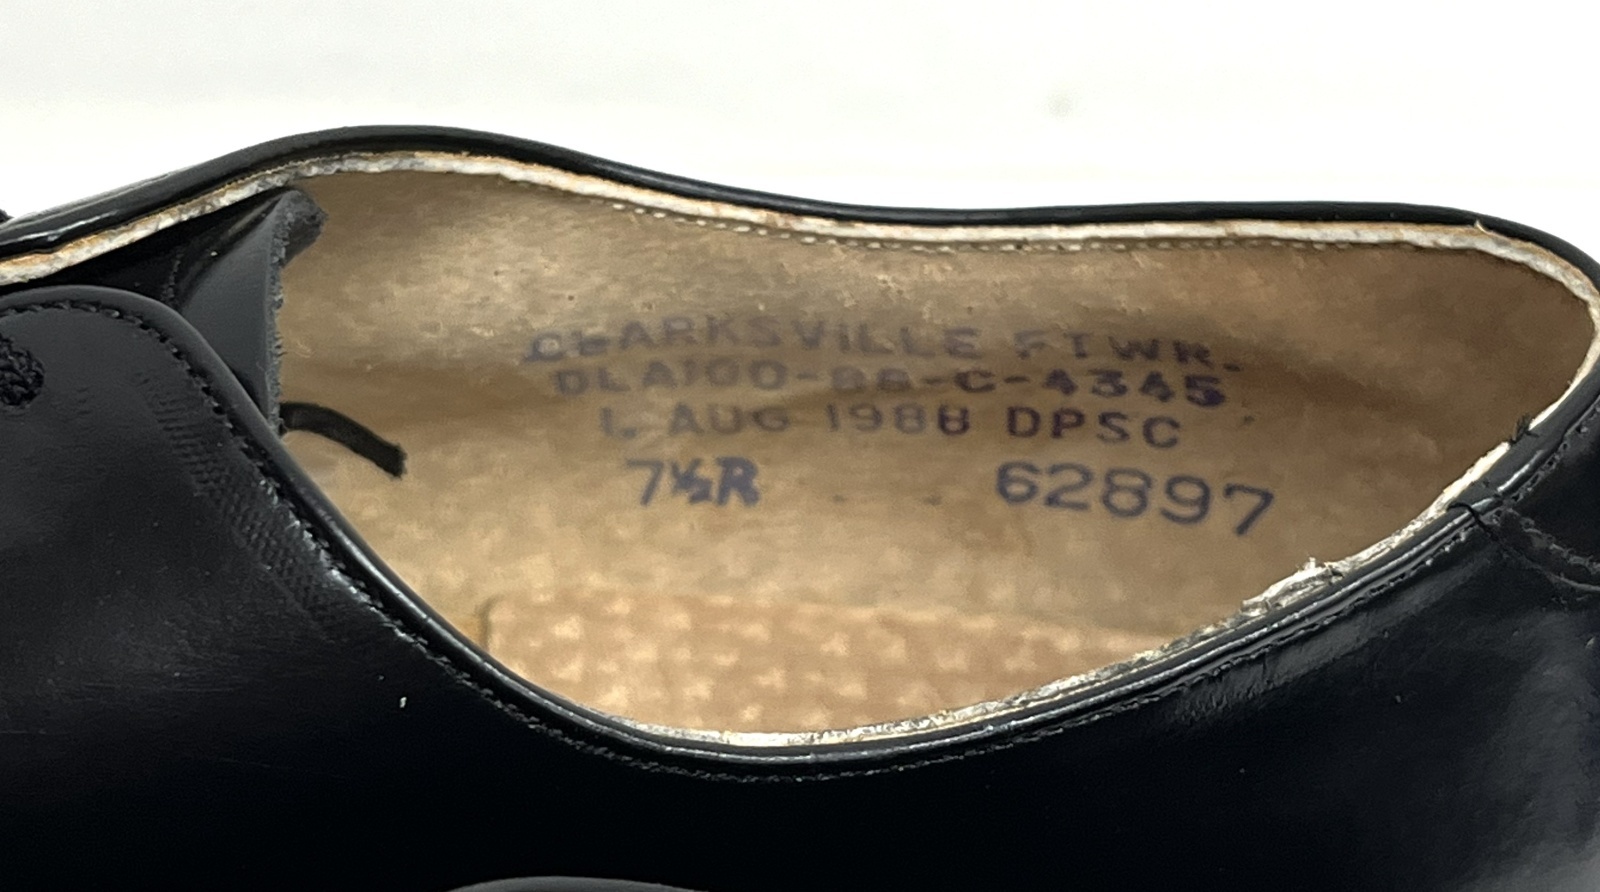 CLARKSVILLE FTWR.
DLA100-88-C-4345
1, AUG 1988 DPSC
7½R 62897